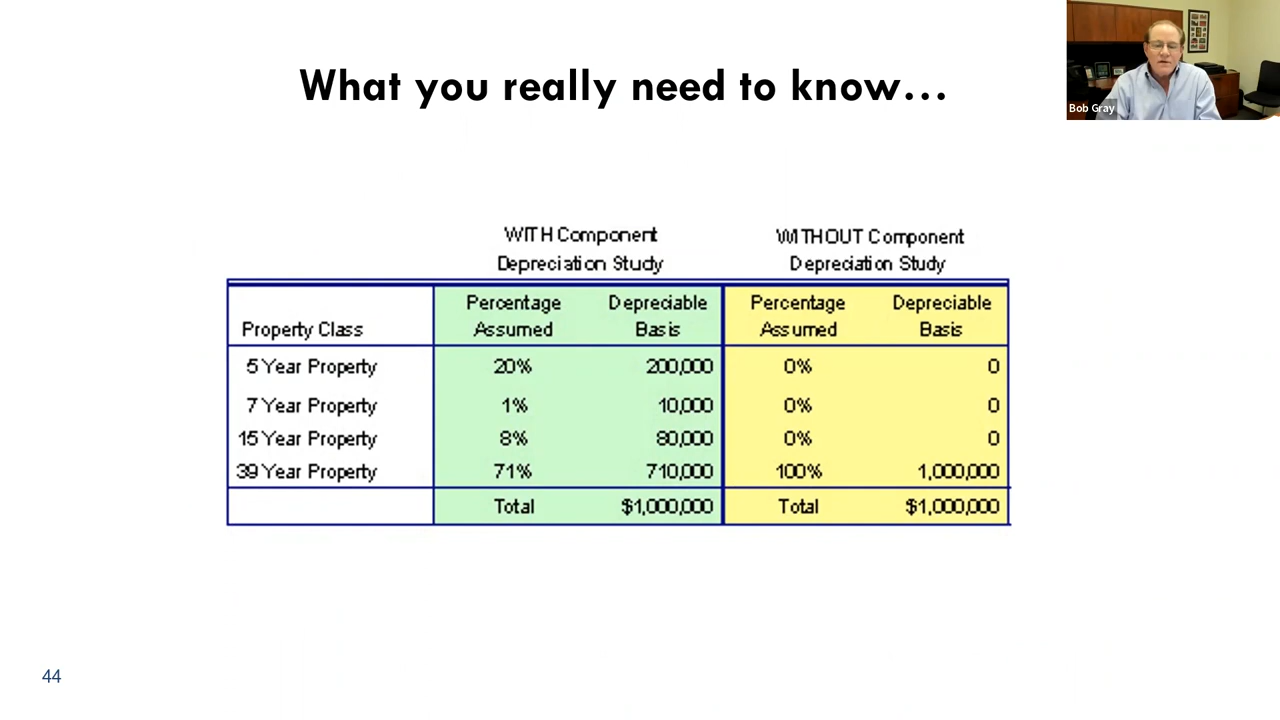 What you really need to know...
Bob Gray
WITH Component WITHOUT Component
Depreciation Study Depreciation Study
Percentage Depreciable Percentage Depreciable
Property Class Assumed Basis Assumed Basis
5 Year Property 20% 200,000 0% 0
7 Year Property 1% 10,000 0% 0
15 Year Property 8% 80,000 0% 0
39 Year Property 71% 710,000 100% 1,000,000
Total $1,000,000 Total $1,000,000
44